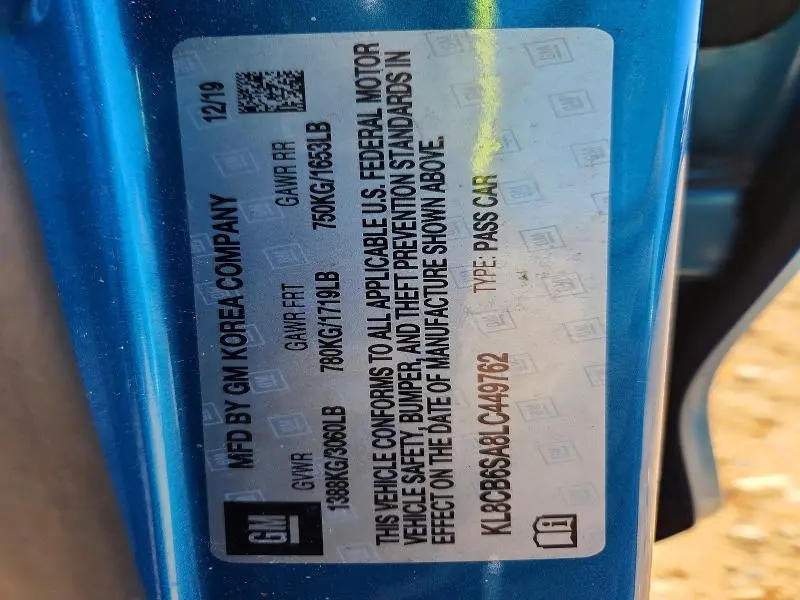 GM
MFD BY GM KOREA COMPANY 12/19
GVWR GAWR FRT GAWR RR
1388KG/3060LB 780KG/1719LB 750KG/1653LB
THIS VEHICLE CONFORMS TO ALL APPLICABLE U.S. FEDERAL MOTOR
VEHICLE SAFETY, BUMPER, AND THEFT PREVENTION STANDARDS IN
EFFECT ON THE DATE OF MANUFACTURE SHOWN ABOVE.
KL8CB6SA8LC449762 TYPE: PASS CAR